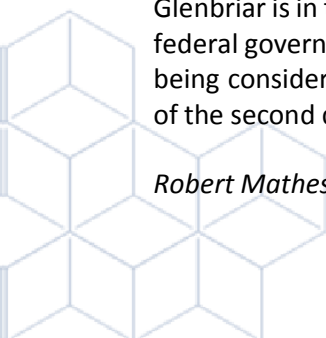 Glenbriar is in
federal govern
being consider
of the second
Robert Mathes